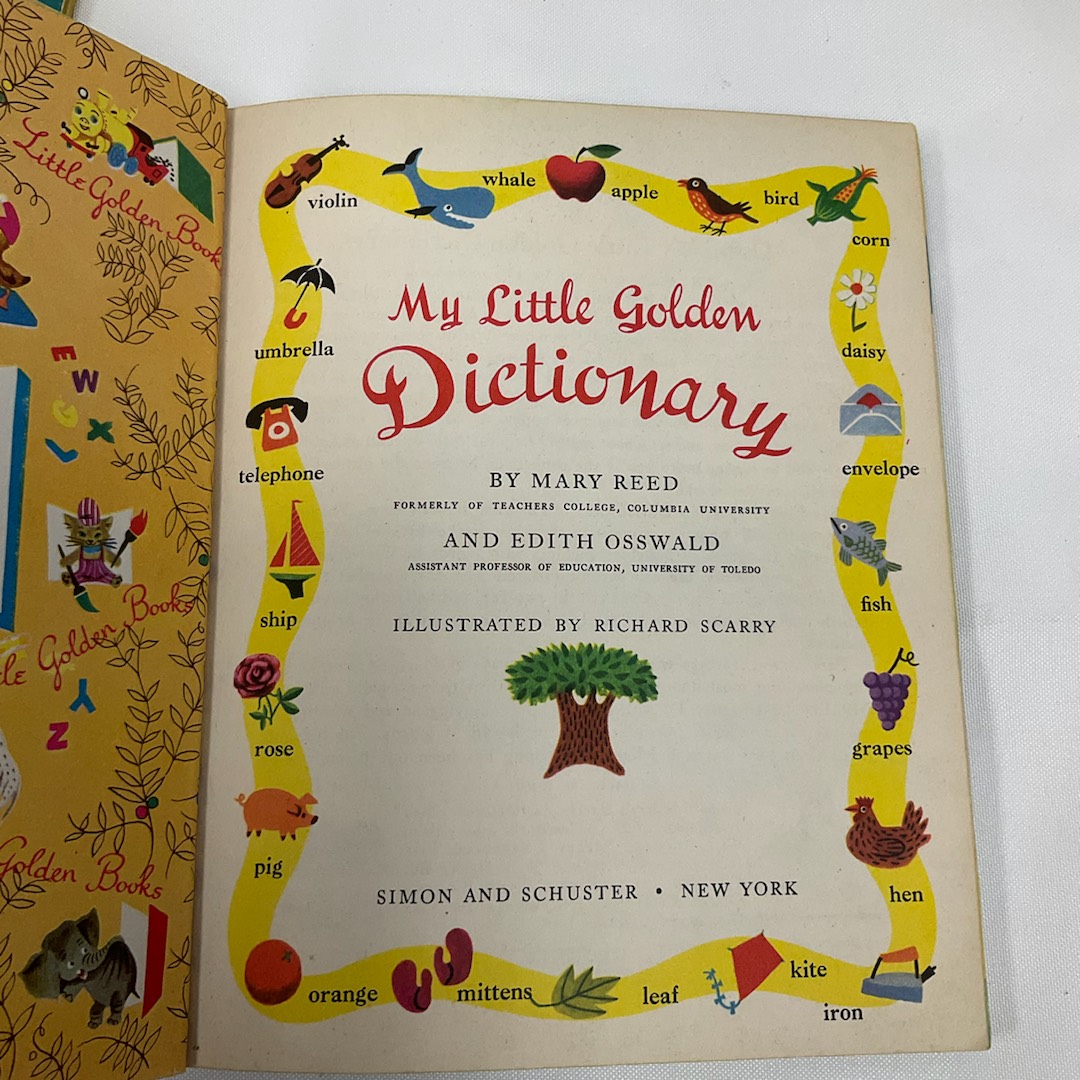 Little Golden Books
E
W
G
X
L
Little Golden Books
Y
Z
Golden Books
violin
whale
apple
bird
corn
umbrella
daisy
telephone
envelope
ship
fish
rose
grapes
pig
hen
orange
mittens
leaf
kite
iron
My Little Golden
Dictionary
BY MARY REED
FORMERLY OF TEACHERS COLLEGE, COLUMBIA UNIVERSITY
AND EDITH OSSWALD
ASSISTANT PROFESSOR OF EDUCATION, UNIVERSITY OF TOLEDO
ILLUSTRATED BY RICHARD SCARRY
SIMON AND SCHUSTER • NEW YORK